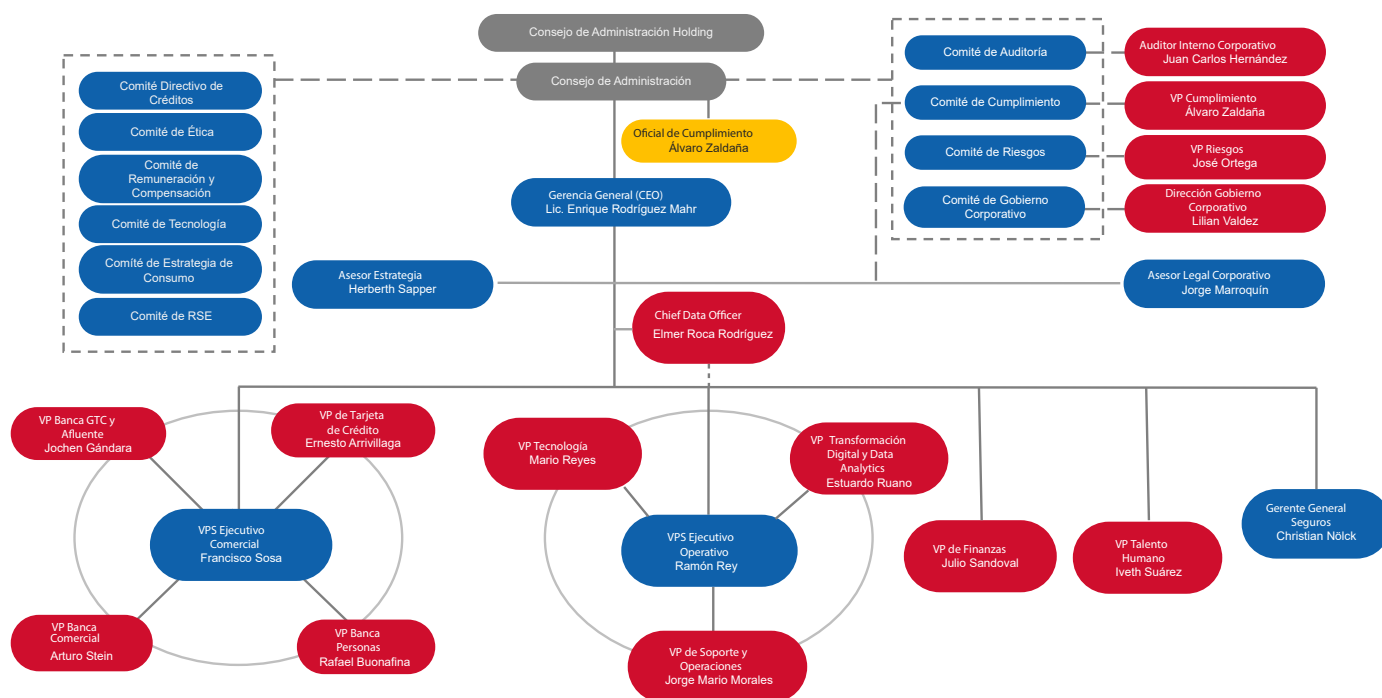 Consejo de Administración Holding
Consejo de Administración
Oficial de Cumplimiento
Álvaro Zaldaña
Gerencia General (CEO)
Lic. Enrique Rodríguez Mahr
Comité Directivo de
Créditos
Comité de Ética
Comité de
Remuneración y
Compensación
Comité de Tecnología
Comíté de Estrategia de
Consumo
Comité de RSE
Comité de Auditoría
Auditor Interno Corporativo
Juan Carlos Hernández
Comité de Cumplimiento
VP Cumplimiento
Álvaro Zaldaña
Comité de Riesgos
VP Riesgos
José Ortega
Comité de Gobierno
Corporativo
Dirección Gobierno
Corporativo
Lilian Valdez
Asesor Estrategia
Herberth Sapper
Asesor Legal Corporativo
Jorge Marroquín
Chief Data Officer
Elmer Roca Rodríguez
VP Banca GTC y
Afluente
Jochen Gándara
VP de Tarjeta
de Crédito
Ernesto Arrivillaga
VPS Ejecutivo
Comercial
Francisco Sosa
VP Banca
Comercial
Arturo Stein
VP Banca
Personas
Rafael Buonafina
VP Tecnología
Mario Reyes
VP Transformación
Digital y Data
Analytics
Estuardo Ruano
VPS Ejecutivo
Operativo
Ramón Rey
VP de Soporte y
Operaciones
Jorge Mario Morales
VP de Finanzas
Julio Sandoval
VP Talento
Humano
Iveth Suárez
Gerente General
Seguros
Christian Nölck